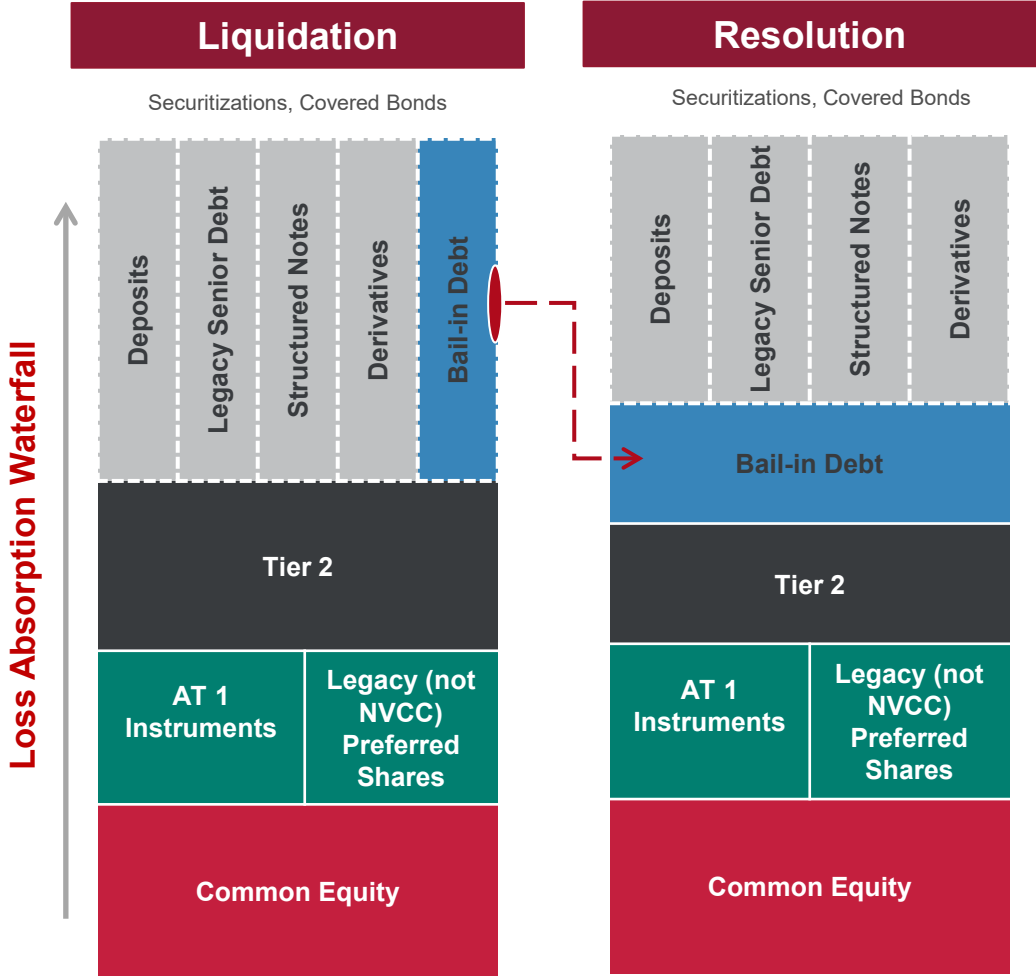 Liquidation
Securitizations, Covered Bonds
Deposits
Legacy Senior Debt
Structured Notes
Derivatives
Bail-in Debt
Tier 2
AT 1
Instruments
Legacy (not
NVCC)
Preferred
Shares
Common Equity
Loss Absorption Waterfall
Resolution
Securitizations, Covered Bonds
Deposits
Legacy Senior Debt
Structured Notes
Derivatives
Bail-in Debt
Tier 2
AT 1
Instruments
Legacy (not
NVCC)
Preferred
Shares
Common Equity